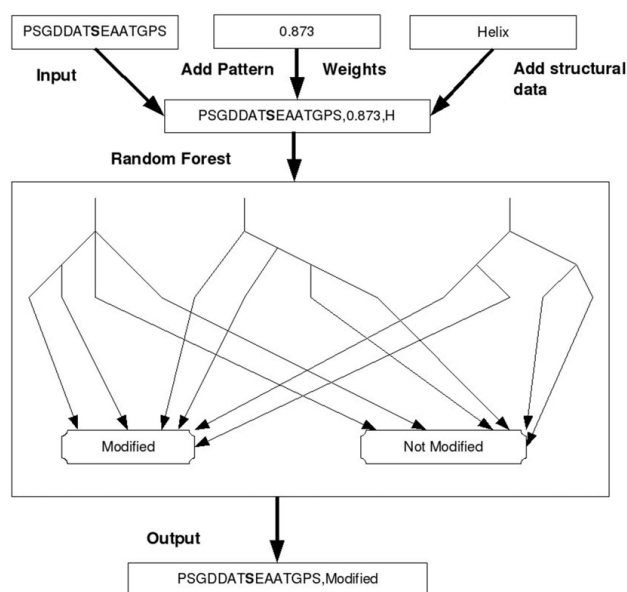 PSGDDATSEAATGPS
0.873
Helix
Input
Add Pattern
Weights
Add structural
data
PSGDDATSEAATGPS,0.873,H
Random Forest
Modified
Not Modified
Output
PSGDDATSEAATGPS,Modified